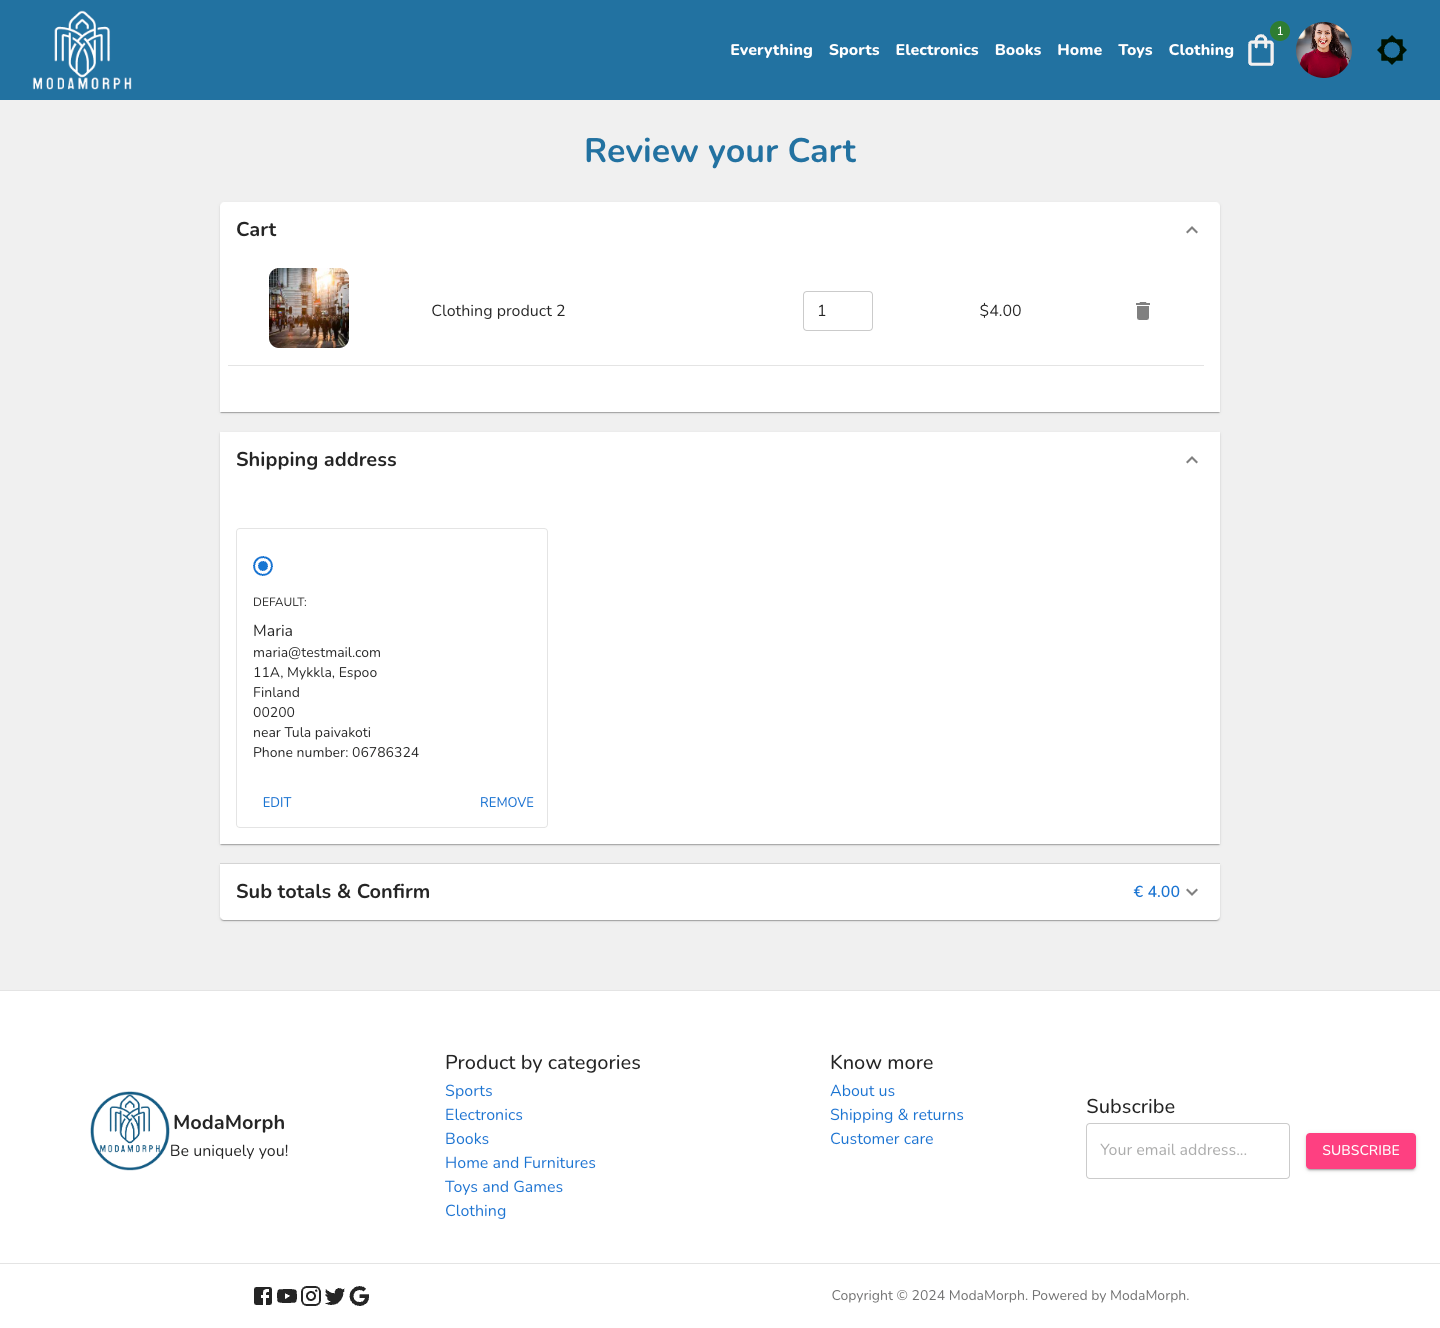 MODAMORPH
Everything Sports Electronics Books Home Toys Clothing 1
Review your Cart
Cart
Clothing product 2 1 $4.00
Shipping address
DEFAULT:
Maria
maria@testmail.com
11A, Mykkla, Espoo
Finland
00200
near Tula paivakoti
Phone number: 06786324
EDIT REMOVE
Sub totals & Confirm € 4.00
MODAMORPH
ModaMorph
Be uniquely you!
Product by categories
Sports
Electronics
Books
Home and Furnitures
Toys and Games
Clothing
Know more
About us
Shipping & returns
Customer care
Subscribe
Your email address... SUBSCRIBE
Copyright © 2024 ModaMorph. Powered by ModaMorph.